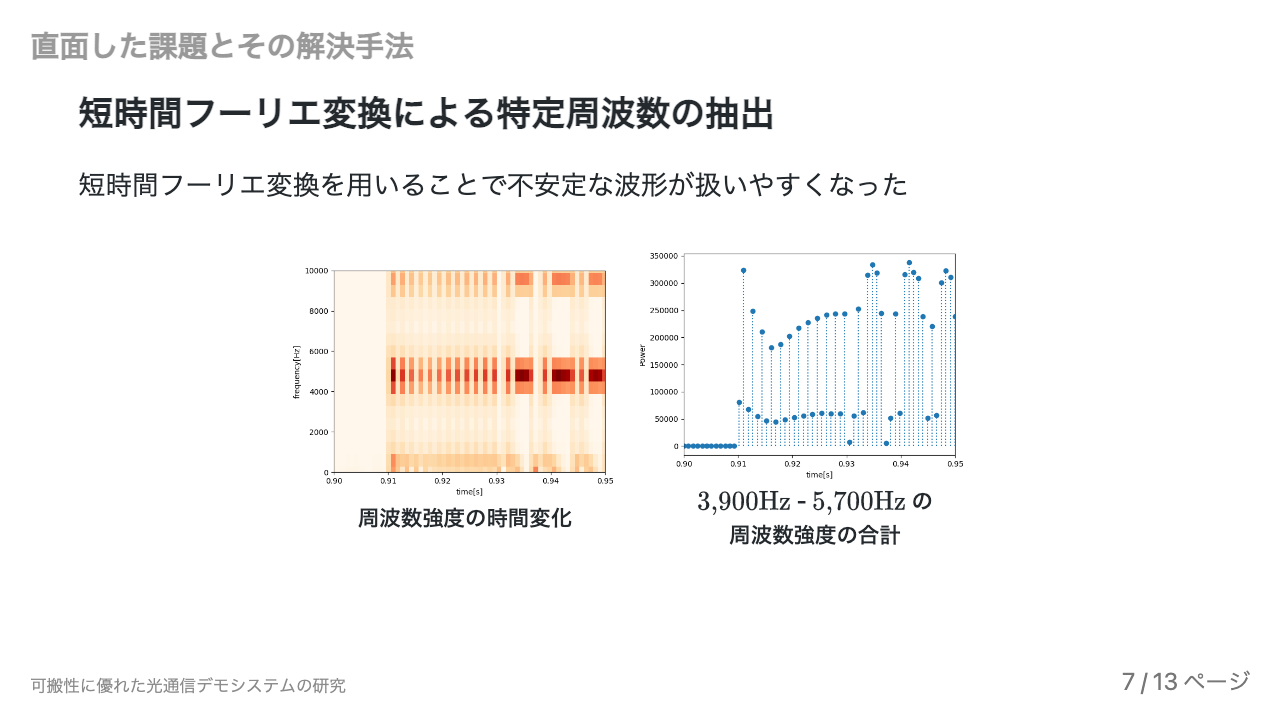 直面した課題とその解決手法
短時間フーリエ変換による特定周波数の抽出
短時間フーリエ変換を用いることで不安定な波形が扱いやすくなった
10000
8000
6000
4000
2000
0
frequency[Hz]
0.90 0.91 0.92 0.93 0.94 0.95
time[s]
周波数強度の時間変化
350000
300000
250000
200000
150000
100000
50000
0
Power
0.90 0.91 0.92 0.93 0.94 0.95
time[s]
3,900Hz - 5,700Hz の
周波数強度の合計
可搬性に優れた光通信デモシステムの研究
7 / 13 ページ